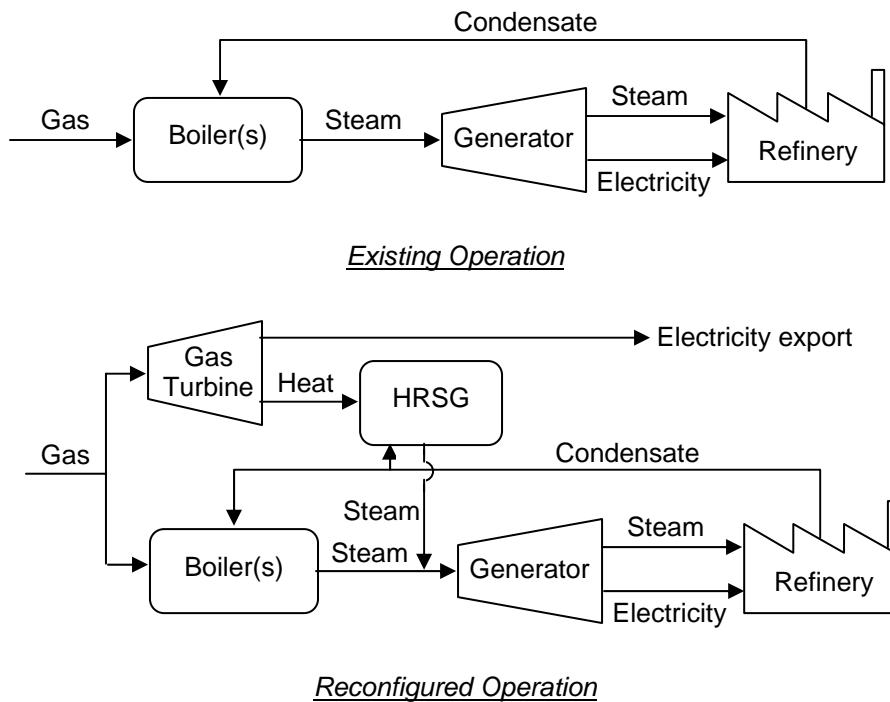 Condensate
Gas
Boiler(s)
Steam
Generator
Steam
Electricity
Refinery
Existing Operation
Gas
Turbine
Electricity export
Heat
HRSG
Gas
Condensate
Steam
Boiler(s)
Steam
Generator
Steam
Electricity
Refinery
Reconfigured Operation